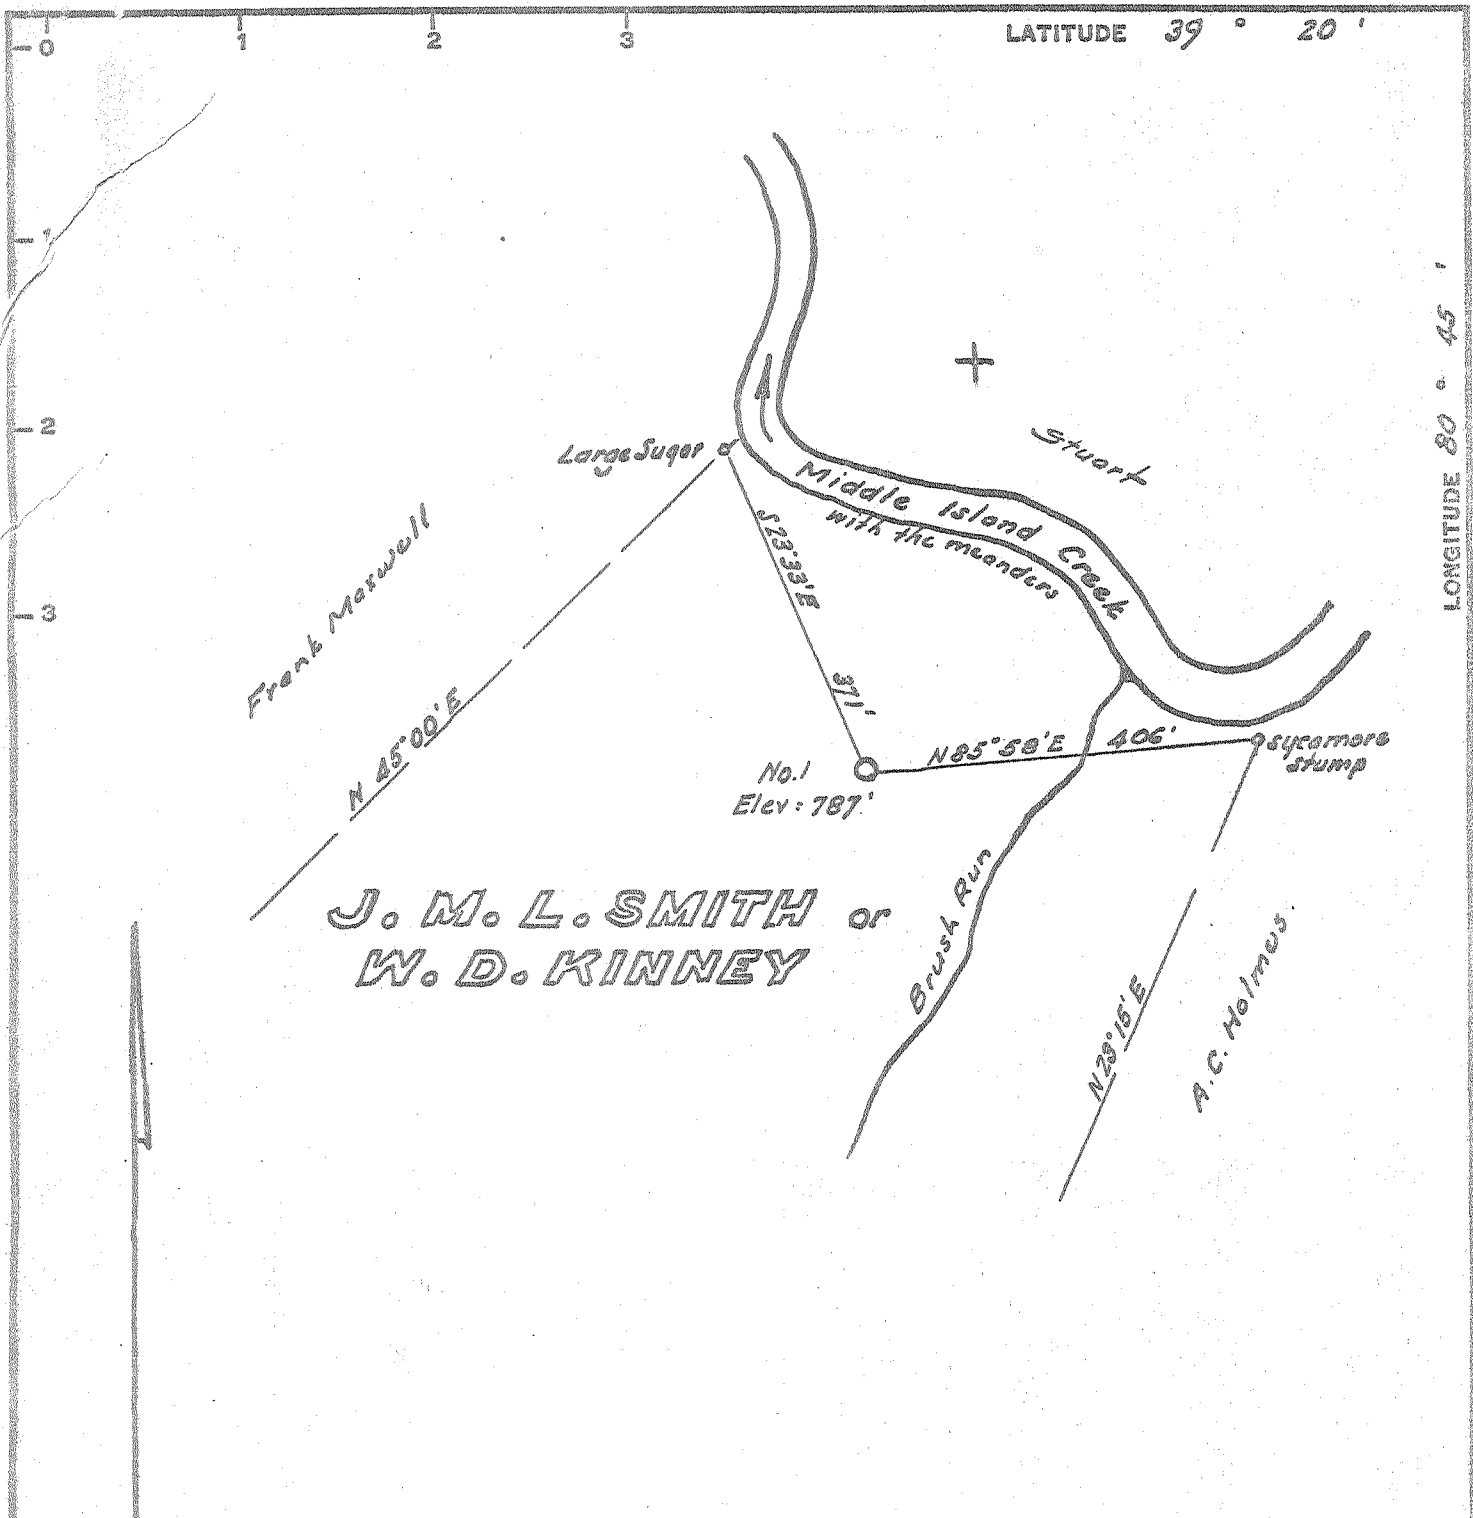 0
1
2
3
LATITUDE 39 ° 20 '
1
2
3
LONGITUDE 80 ° 45 '
Large Sugar
Stuart
Middle Island Creek
with the meanders
Frank Maxwell
S23°33'E
371'
N 45°00' E
No.1
Elev = 787'
N85°58'E 406'
Sycamore
Stump
J. M. L. SMITH or
W. D. KINNEY
Brush Run
N23°15' E
A.C. Holmes